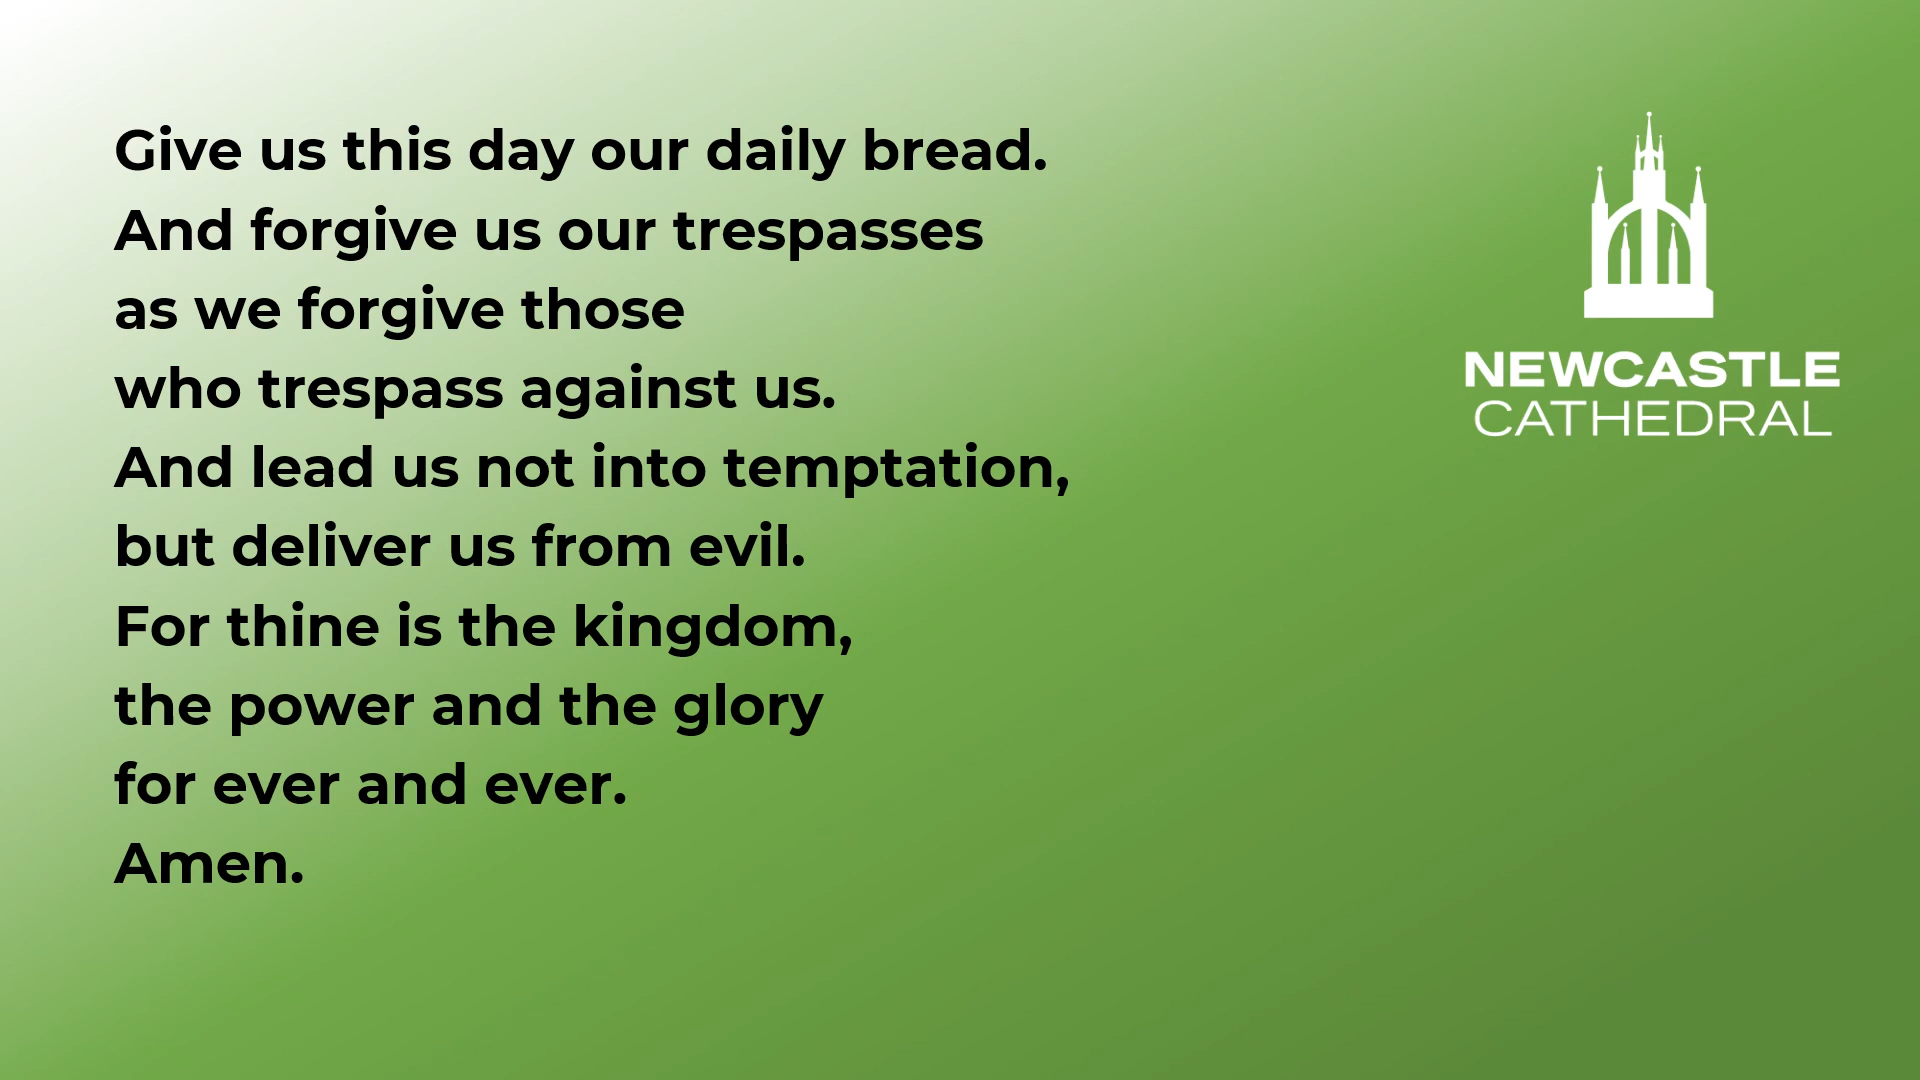 Give us this day our daily bread.
And forgive us our trespasses
as we forgive those
who trespass against us.
And lead us not into temptation,
but deliver us from evil.
For thine is the kingdom,
the power and the glory
for ever and ever.
Amen.
NEWCASTLE
CATHEDRAL